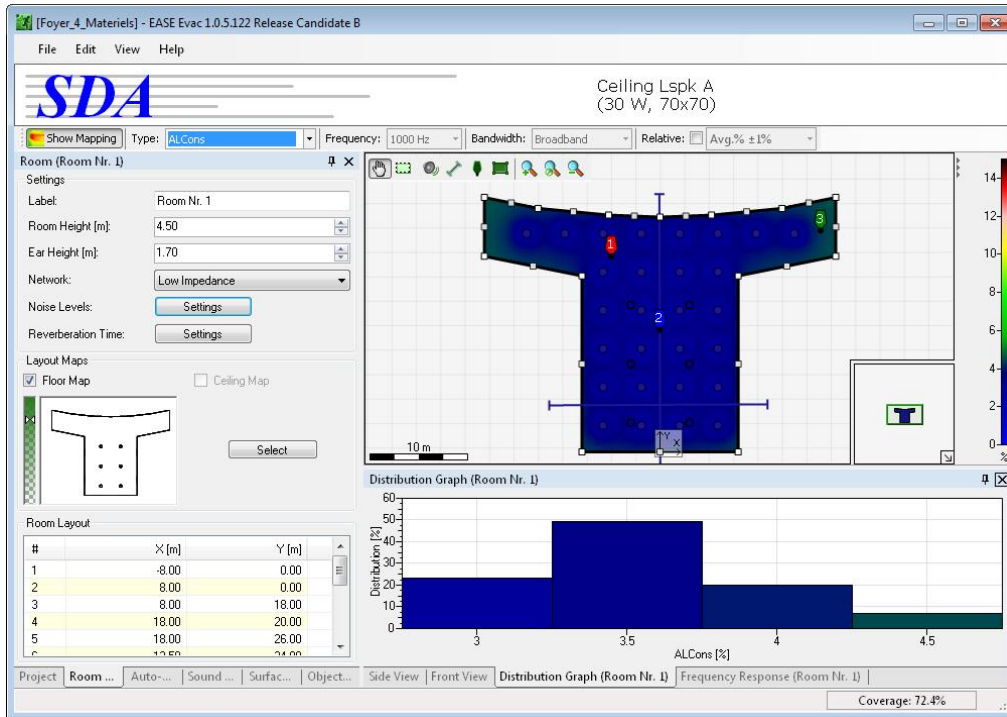 [Foyer_4_Materiels] - EASE Evac 1.0.5.122 Release Candidate B
File Edit View Help
SDA
Ceiling Lspk A
(30 W, 70x70)
Show Mapping Type: ALCons Frequency: 1000 Hz Bandwidth: Broadband Relative: Avg.% ±1%
Room (Room Nr. 1)
Settings
Label: Room Nr. 1
Room Height [m]: 4.50
Ear Height [m]: 1.70
Network: Low Impedance
Noise Levels: Settings
Reverberation Time: Settings
Layout Maps
Floor Map Ceiling Map
Select
Room Layout
# X [m] Y [m]
1 -8.00 0.00
2 8.00 0.00
3 8.00 18.00
4 18.00 20.00
5 18.00 26.00
Project Room ... Auto-... Sound ... Surfac... Object...
1
2
3
Y
X
10 m
14
12
10
8
6
4
2
0
%
Distribution Graph (Room Nr. 1)
Distribution [%]
60
50
40
30
20
10
0
3 3.5 4 4.5
ALCons [%]
Side View Front View Distribution Graph (Room Nr. 1) Frequency Response (Room Nr. 1)
Coverage: 72.4%